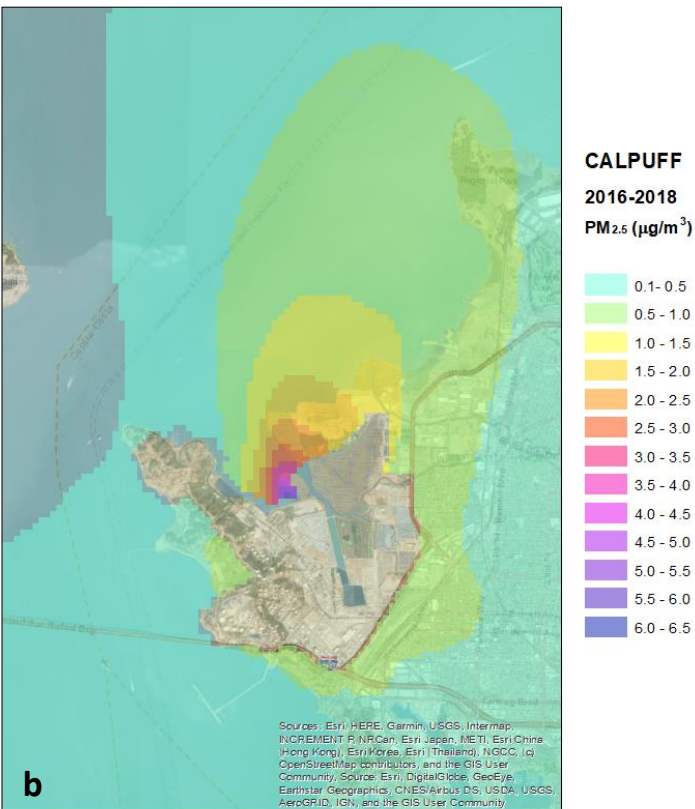 CALPUFF
2016-2018
PM2.5 (µg/m³)
0.1 - 0.5
0.5 - 1.0
1.0 - 1.5
1.5 - 2.0
2.0 - 2.5
2.5 - 3.0
3.0 - 3.5
3.5 - 4.0
4.0 - 4.5
4.5 - 5.0
5.0 - 5.5
5.5 - 6.0
6.0 - 6.5
Contra Costa
Sources: Esri, HERE, Garmin, USGS, Intermap,
INCREMENT P, NRCan, Esri Japan, METI, Esri China
(Hong Kong), Esri Korea, Esri (Thailand), NGCC, (c)
OpenStreetMap contributors, and the GIS User
Community, Source: Esri, DigitalGlobe, GeoEye,
Earthstar Geographics, CNES/Airbus DS, USDA, USGS,
AeroGRID, IGN, and the GIS User Community
b